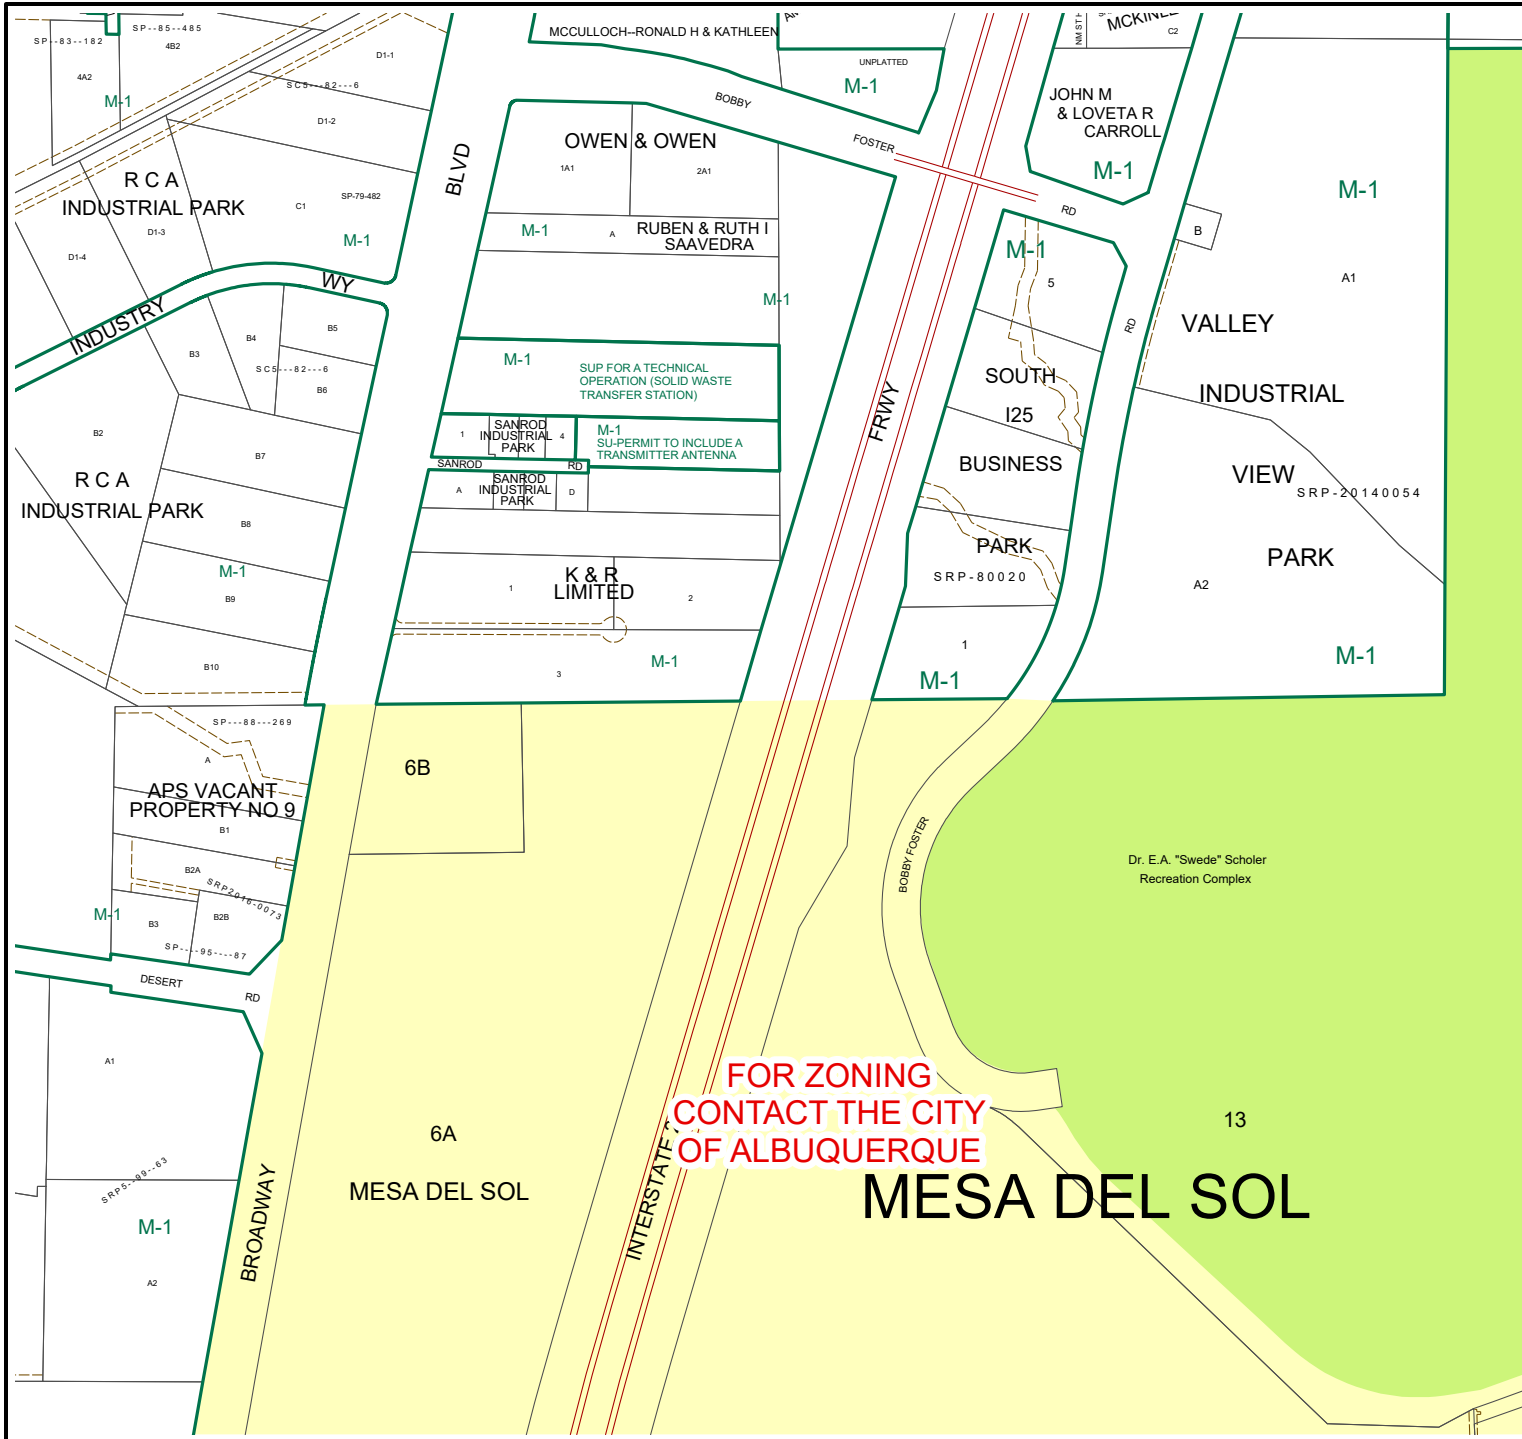 SP--85--485
SP--83--182
4B2
4A2
M-1
D1-1
SC5---82---6
D1-2
MCCULLOCH--RONALD H & KATHLEEN
UNPLATTED
M-1
NM ST H
C2
JOHN M
& LOVETA R
CARROLL
M-1
BOBBY
FOSTER
RD
OWEN & OWEN
1A1
2A1
BLVD
R C A
INDUSTRIAL PARK
C1
SP-79-482
D1-3
D1-4
M-1
M-1
A
RUBEN & RUTH I
SAAVEDRA
M-1
M-1
5
B
M-1
A1
INDUSTRY
WY
B5
B4
B3
SC5---82---6
B6
RD
VALLEY
INDUSTRIAL
VIEW
PARK
SRP-20140054
A2
M-1
M-1
SUP FOR A TECHNICAL
OPERATION (SOLID WASTE
TRANSFER STATION)
FRWY
SOUTH
I25
BUSINESS
PARK
SRP-80020
1
M-1
B2
B7
R C A
INDUSTRIAL PARK
B8
M-1
B9
B10
1
SANROD
INDUSTRIAL
PARK
4
M-1
SU-PERMIT TO INCLUDE A
TRANSMITTER ANTENNA
SANROD
RD
A
SANROD
INDUSTRIAL
PARK
D
1
K & R
LIMITED
2
3
M-1
SP---88---269
A
APS VACANT
PROPERTY NO 9
B1
B2A
SRP2016-0073
B2B
B3
M-1
SP----95----87
DESERT
RD
6B
BOBBY FOSTER
Dr. E.A. "Swede" Scholer
Recreation Complex
A1
FOR ZONING
CONTACT THE CITY
OF ALBUQUERQUE
6A
MESA DEL SOL
13
MESA DEL SOL
INTERSTATE
BROADWAY
SRP5--99--63
M-1
A2